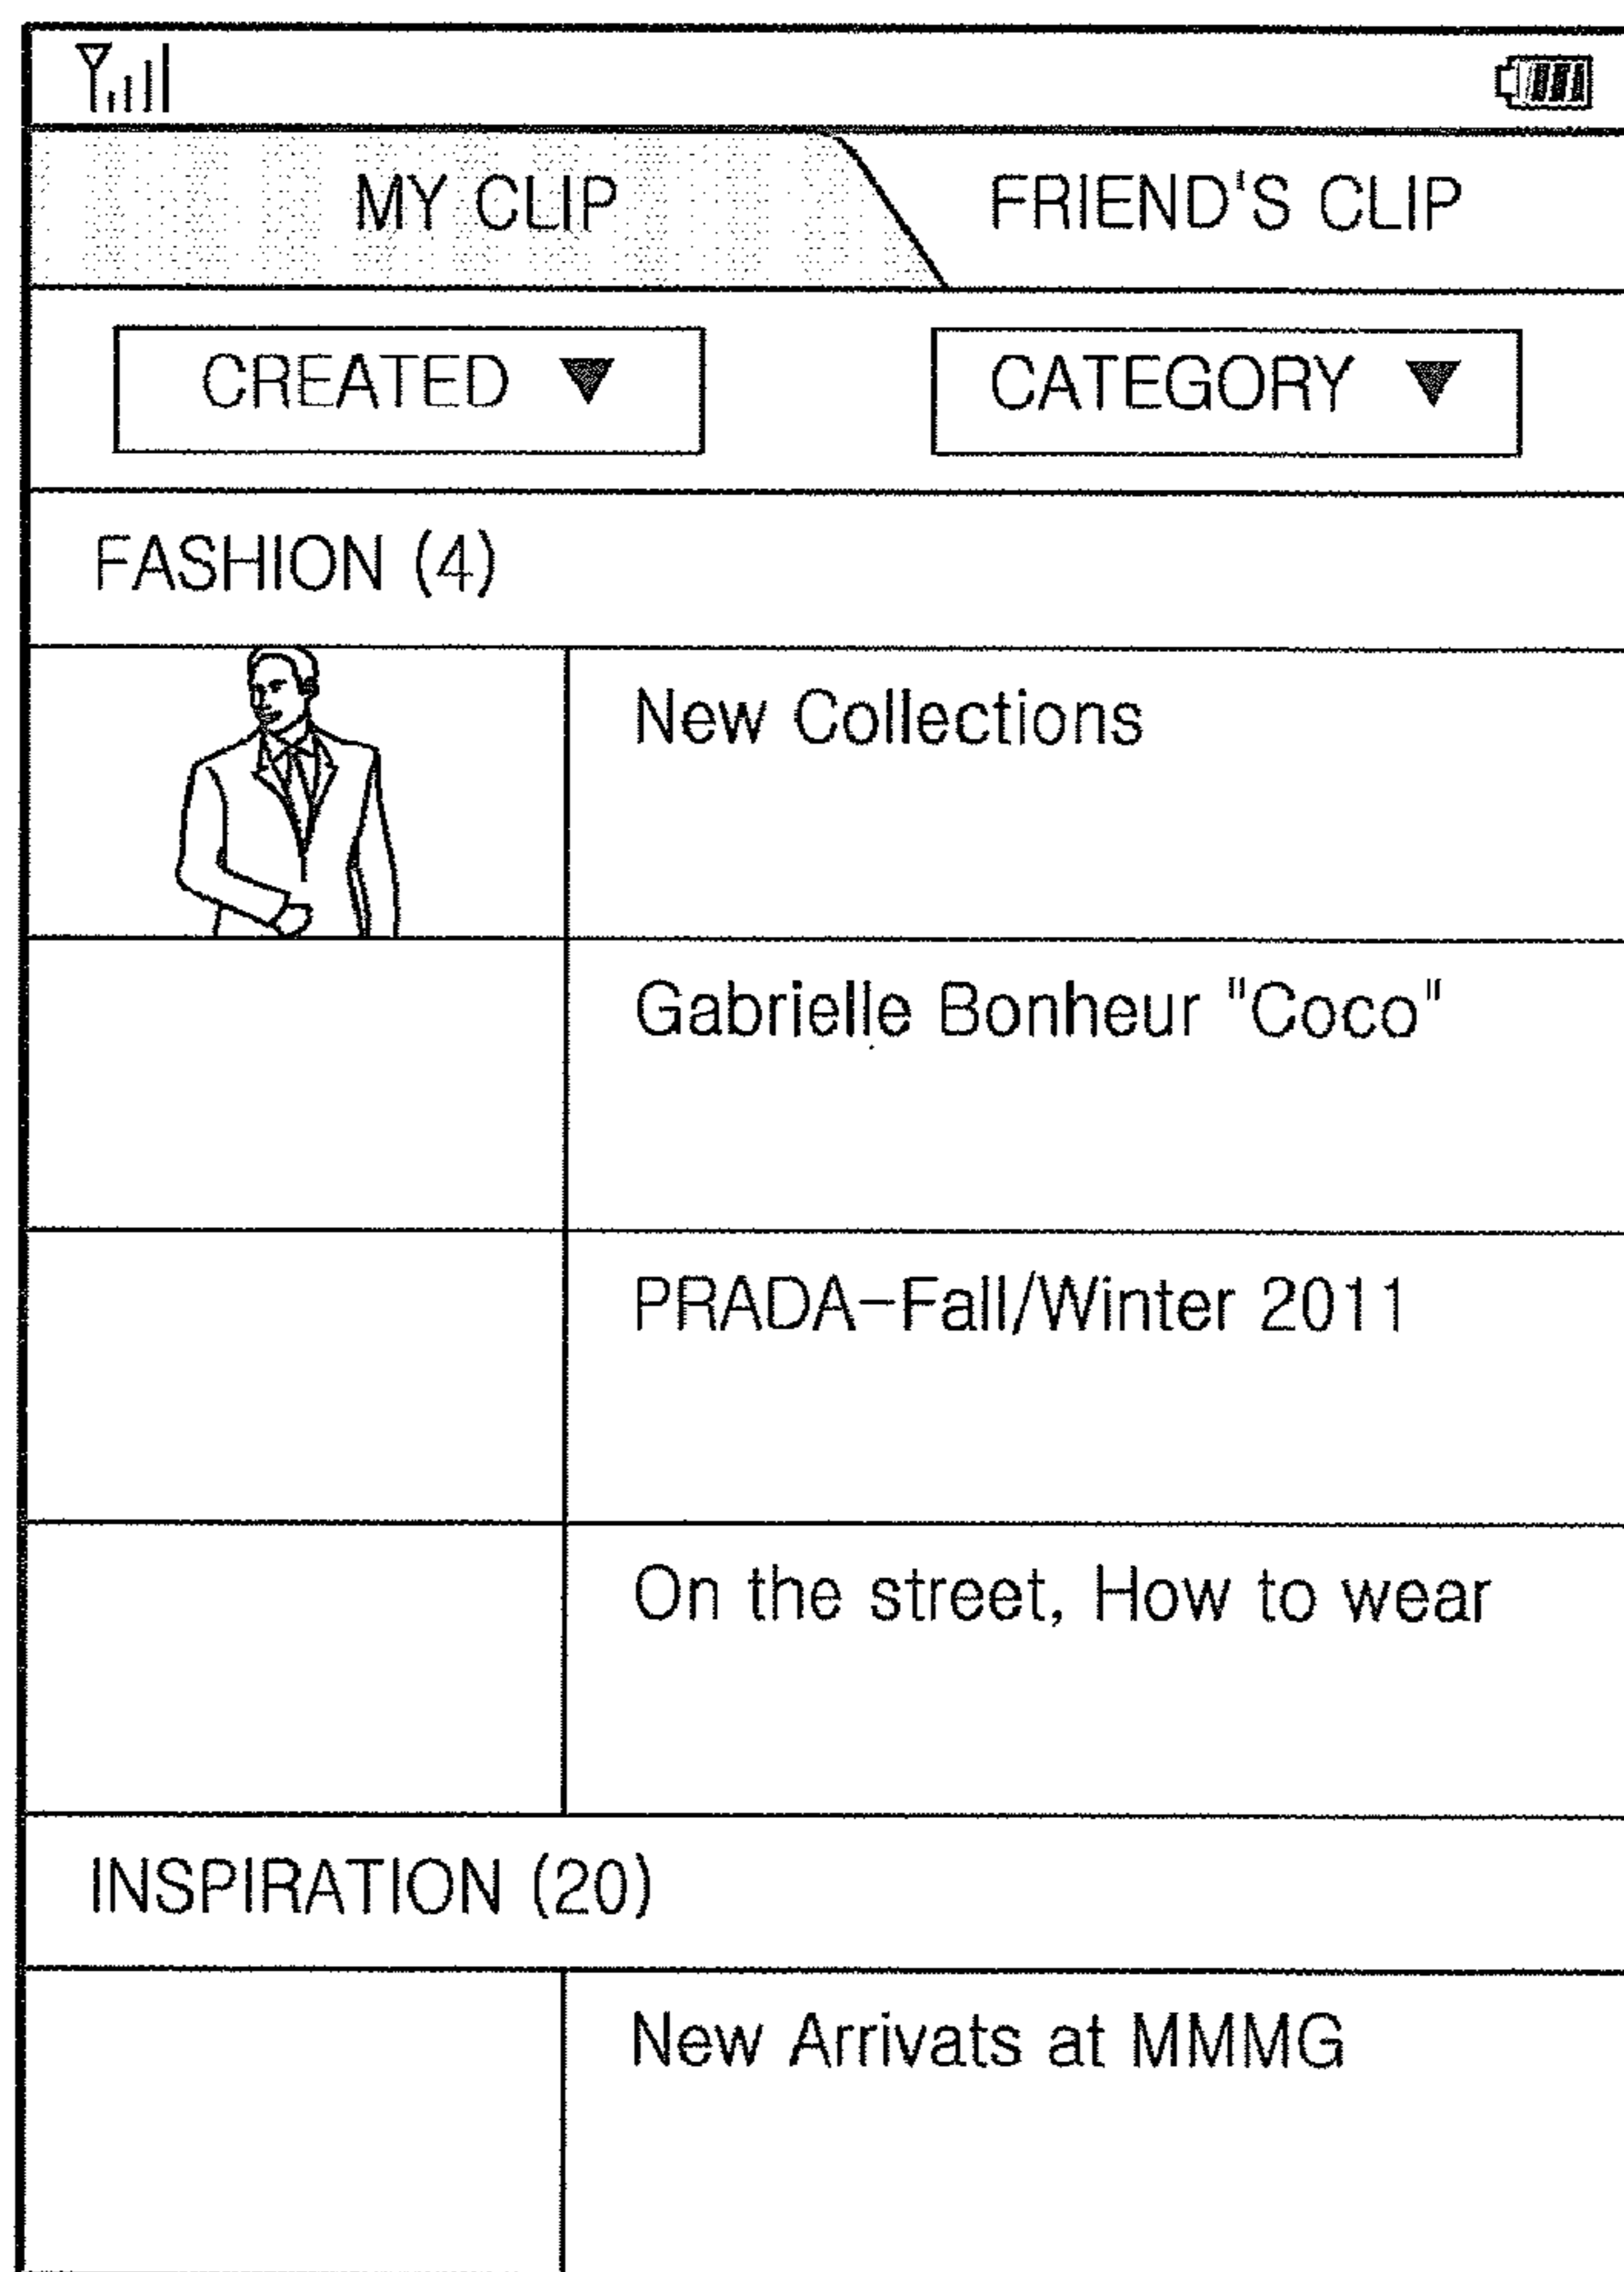 MY CLIP FRIEND'S CLIP
CREATED ▼ CATEGORY ▼
FASHION (4)
New Collections
Gabrielle Bonheur "Coco"
PRADA-Fall/Winter 2011
On the street, How to wear
INSPIRATION (20)
New Arrivats at MMMG